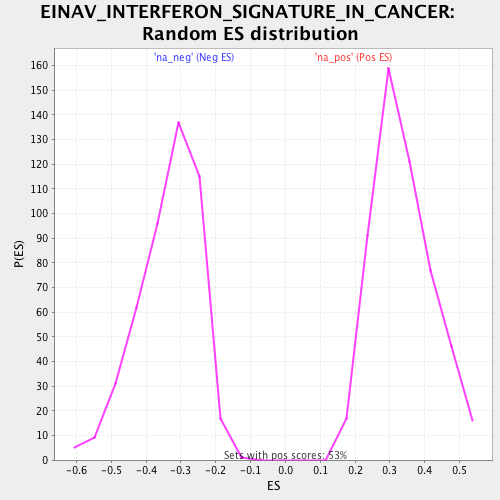 EINAV_INTERFERON_SIGNATURE_IN_CANCER:
Random ES distribution
'na_neg' (Neg ES)
'na_pos' (Pos ES)
160
150
140
130
120
110
100
90
80
70
60
50
40
30
20
10
0
P(ES)
Sets with pos scores: 53%
-0.6 -0.5 -0.4 -0.3 -0.2 -0.1 0.0 0.1 0.2 0.3 0.4 0.5
ES